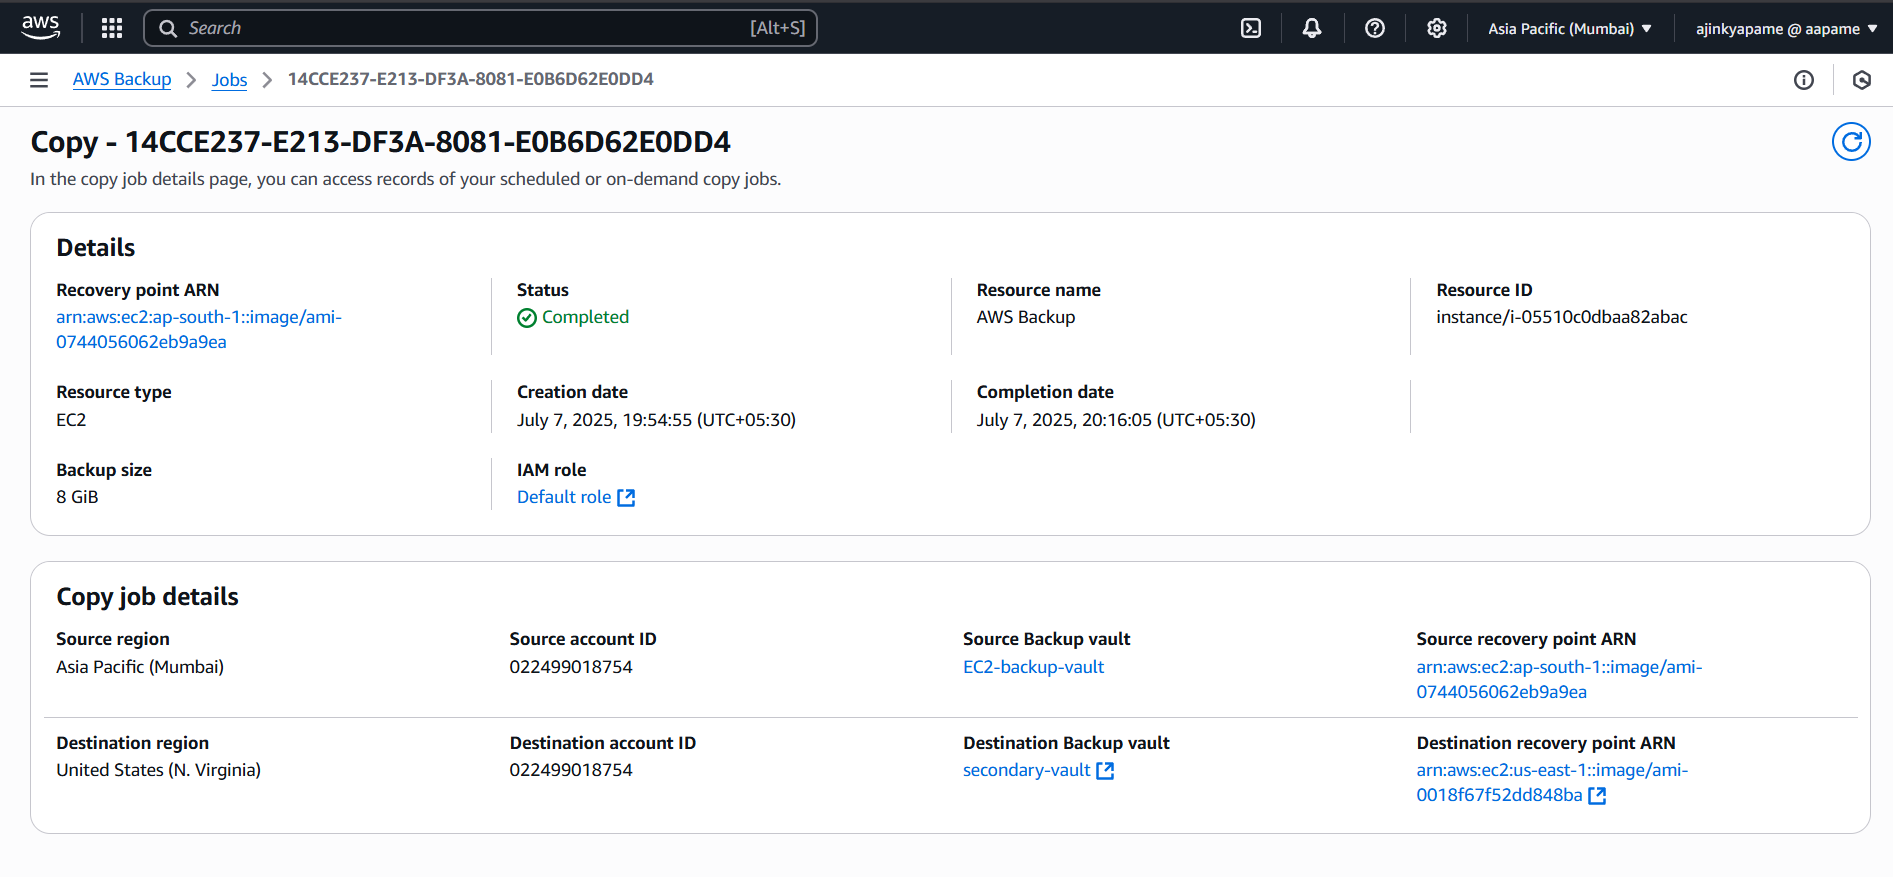 aws
Search [Alt+S]
Asia Pacific (Mumbai)
ajinkyapame @ aapame
AWS Backup
Jobs
14CCE237-E213-DF3A-8081-E0B6D62E0DD4
Copy - 14CCE237-E213-DF3A-8081-E0B6D62E0DD4
In the copy job details page, you can access records of your scheduled or on-demand copy jobs.
Details
Recovery point ARN
arn:aws:ec2:ap-south-1::image/ami-
0744056062eb9a9ea
Status
Completed
Resource name
AWS Backup
Resource ID
instance/i-05510c0dbaa82abac
Resource type
EC2
Creation date
July 7, 2025, 19:54:55 (UTC+05:30)
Completion date
July 7, 2025, 20:16:05 (UTC+05:30)
Backup size
8 GiB
IAM role
Default role
Copy job details
Source region
Asia Pacific (Mumbai)
Source account ID
022499018754
Source Backup vault
EC2-backup-vault
Source recovery point ARN
arn:aws:ec2:ap-south-1::image/ami-
0744056062eb9a9ea
Destination region
United States (N. Virginia)
Destination account ID
022499018754
Destination Backup vault
secondary-vault
Destination recovery point ARN
arn:aws:ec2:us-east-1::image/ami-
0018f67f52dd848ba